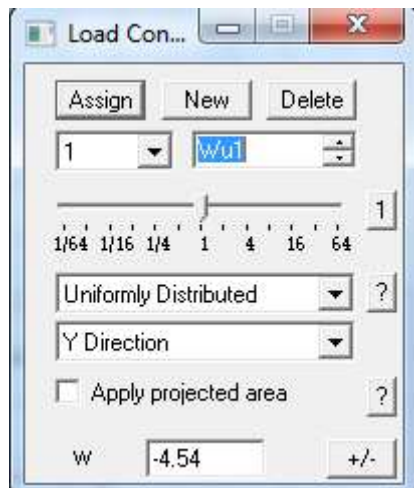 Load Con...
Assign New Delete
1 Wu1
1
1/64 1/16 1/4 1 4 16 64
Uniformly Distributed ?
Y Direction
Apply projected area ?
w -4.54 +/-